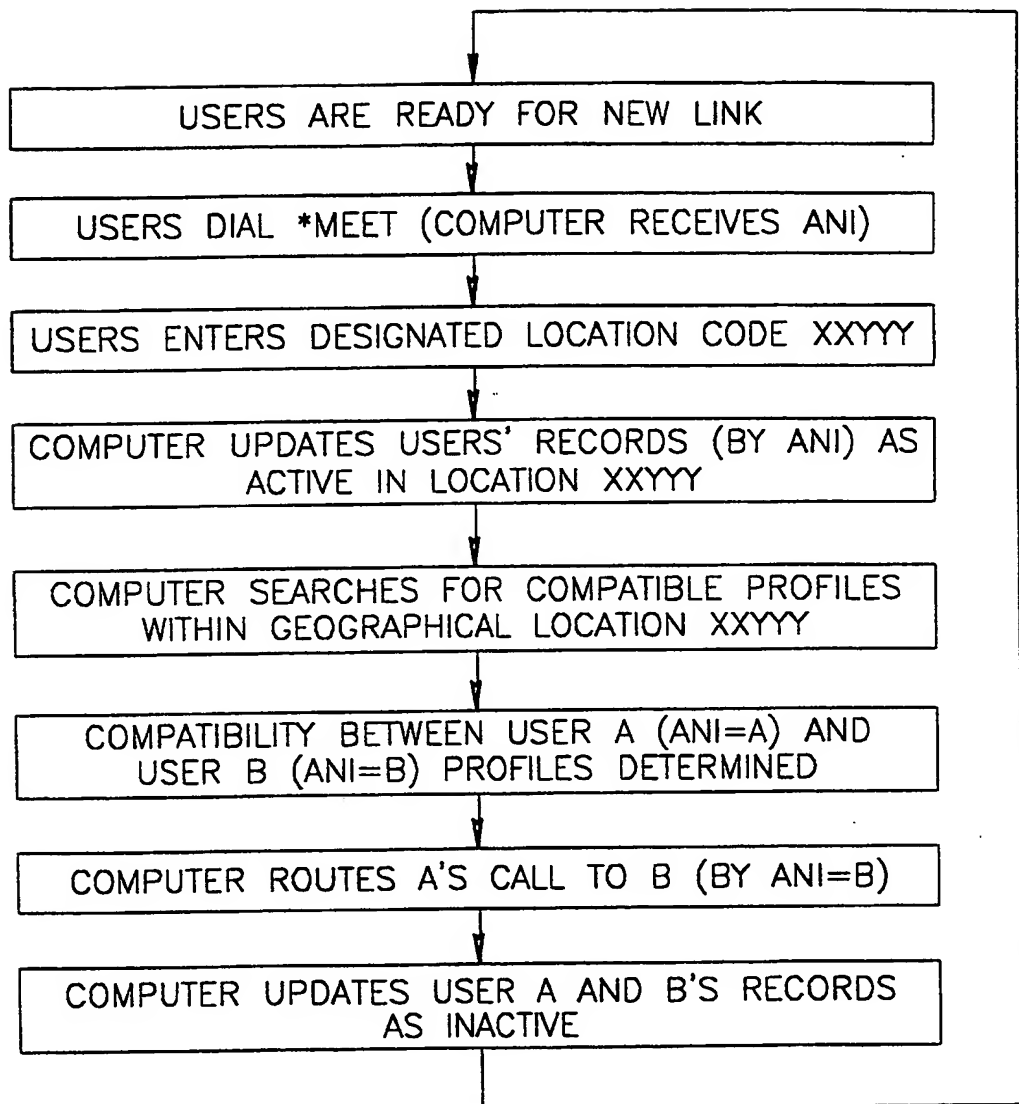 USERS ARE READY FOR NEW LINK
USERS DIAL *MEET (COMPUTER RECEIVES ANI)
USERS ENTERS DESIGNATED LOCATION CODE XXYYY
COMPUTER UPDATES USERS' RECORDS (BY ANI) AS
ACTIVE IN LOCATION XXYYY
COMPUTER SEARCHES FOR COMPATIBLE PROFILES
WITHIN GEOGRAPHICAL LOCATION XXYYY
COMPATIBILITY BETWEEN USER A (ANI=A) AND
USER B (ANI=B) PROFILES DETERMINED
COMPUTER ROUTES A'S CALL TO B (BY ANI=B)
COMPUTER UPDATES USER A AND B'S RECORDS
AS INACTIVE